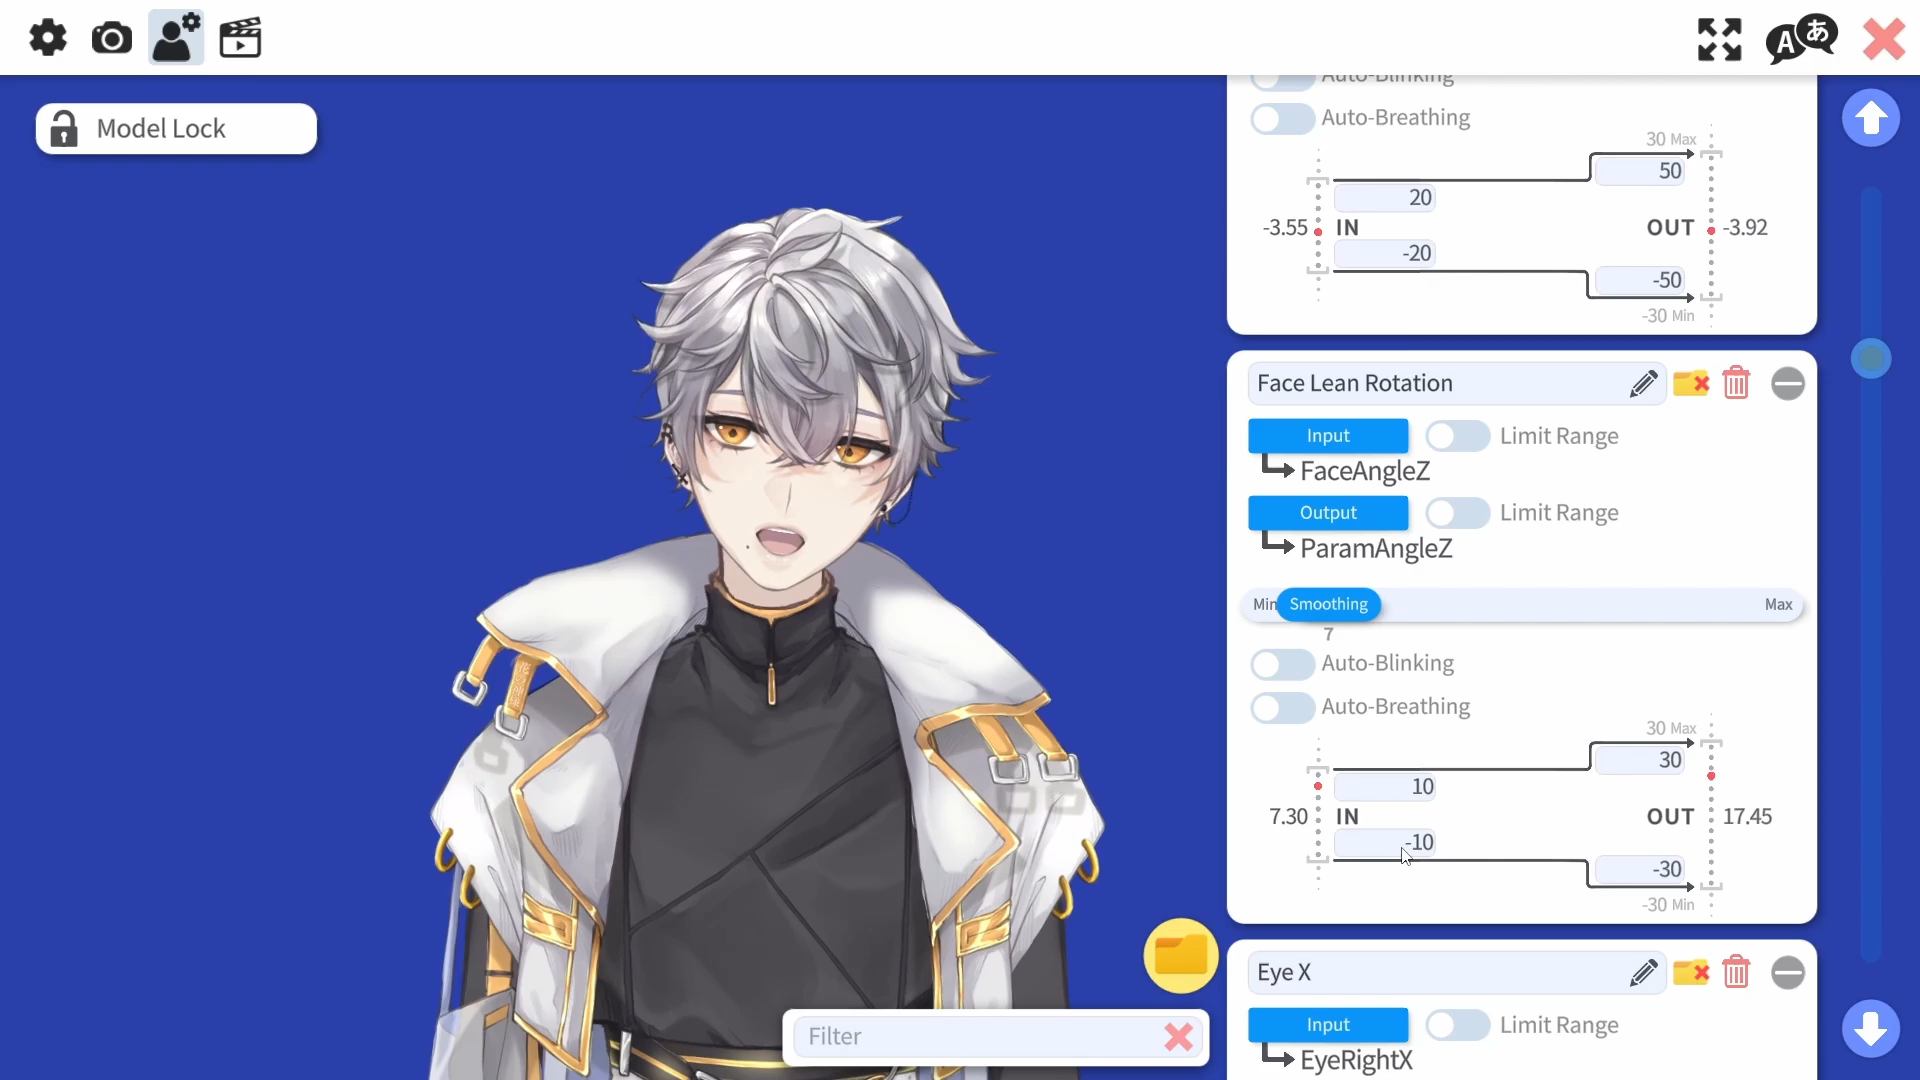 A あ
Model Lock
Auto-Blinking
Auto-Breathing
30 Max
50
20
-3.55 IN OUT -3.92
-20
-50
-30 Min
Face Lean Rotation
Input Limit Range
FaceAngleZ
Output Limit Range
ParamAngleZ
Min Smoothing Max
7
Auto-Blinking
Auto-Breathing
30 Max
30
10
7.30 IN OUT 17.45
-10
-30
-30 Min
Eye X
Input Limit Range
EyeRightX
Filter